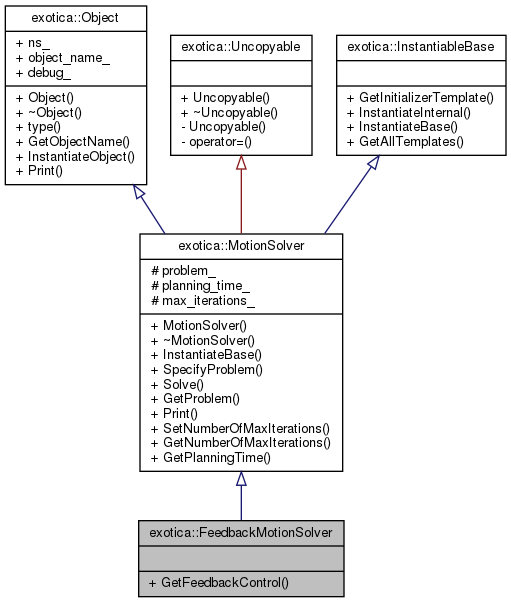 exotica::Object
+ ns_
+ object_name_
+ debug_
+ Object()
+ ~Object()
+ type()
+ GetObjectName()
+ InstantiateObject()
+ Print()
exotica::Uncopyable
+ Uncopyable()
+ ~Uncopyable()
- Uncopyable()
- operator=()
exotica::InstantiableBase
+ GetInitializerTemplate()
+ InstantiateInternal()
+ InstantiateBase()
+ GetAllTemplates()
exotica::MotionSolver
# problem_
# planning_time_
# max_iterations_
+ MotionSolver()
+ ~MotionSolver()
+ InstantiateBase()
+ SpecifyProblem()
+ Solve()
+ GetProblem()
+ Print()
+ SetNumberOfMaxIterations()
+ GetNumberOfMaxIterations()
+ GetPlanningTime()
exotica::FeedbackMotionSolver
+ GetFeedbackControl()